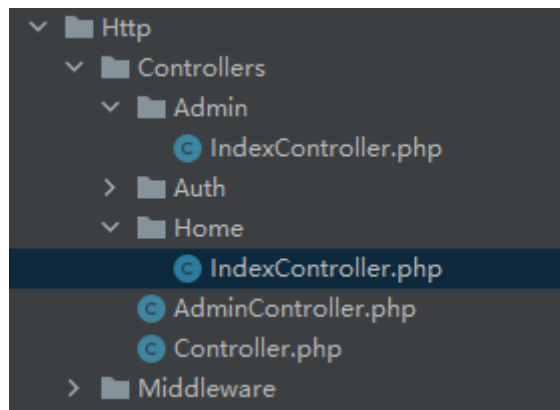 Http
Controllers
Admin
IndexController.php
Auth
Home
IndexController.php
AdminController.php
Controller.php
Middleware